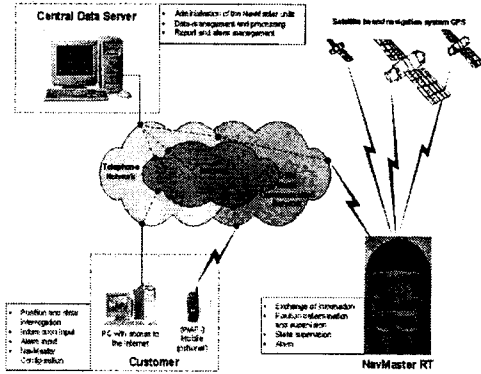 Central Data Server
• Administration of the NavMaster units
• Data management and processing
• Report and alarm management
Satellite based navigation system GPS
Telephone
Network
PC with access to
the Internet
Mobile
(optional)
Customer
• Position and state
interrogation
• Information input
• Alarm input
• NavMaster
Configuration
• Exchange of information
• Position determination
and supervision
• State supervision
• Alarm
NavMaster RT